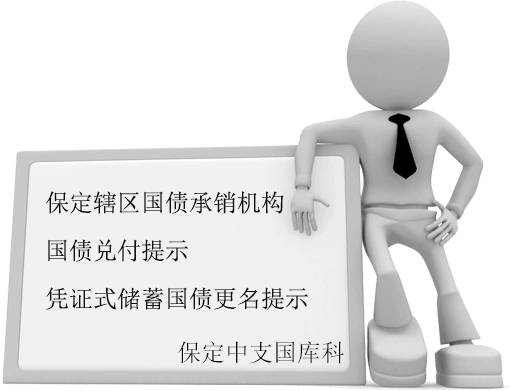 保定辖区国债承销机构
国债兑付提示
凭证式储蓄国债更名提示
保定中支国库科